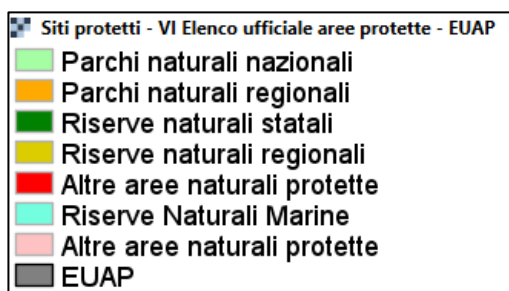 Siti protetti - VI Elenco ufficiale aree protette - EUAP
Parchi naturali nazionali
Parchi naturali regionali
Riserve naturali statali
Riserve naturali regionali
Altre aree naturali protette
Riserve Naturali Marine
Altre aree naturali protette
EUAP